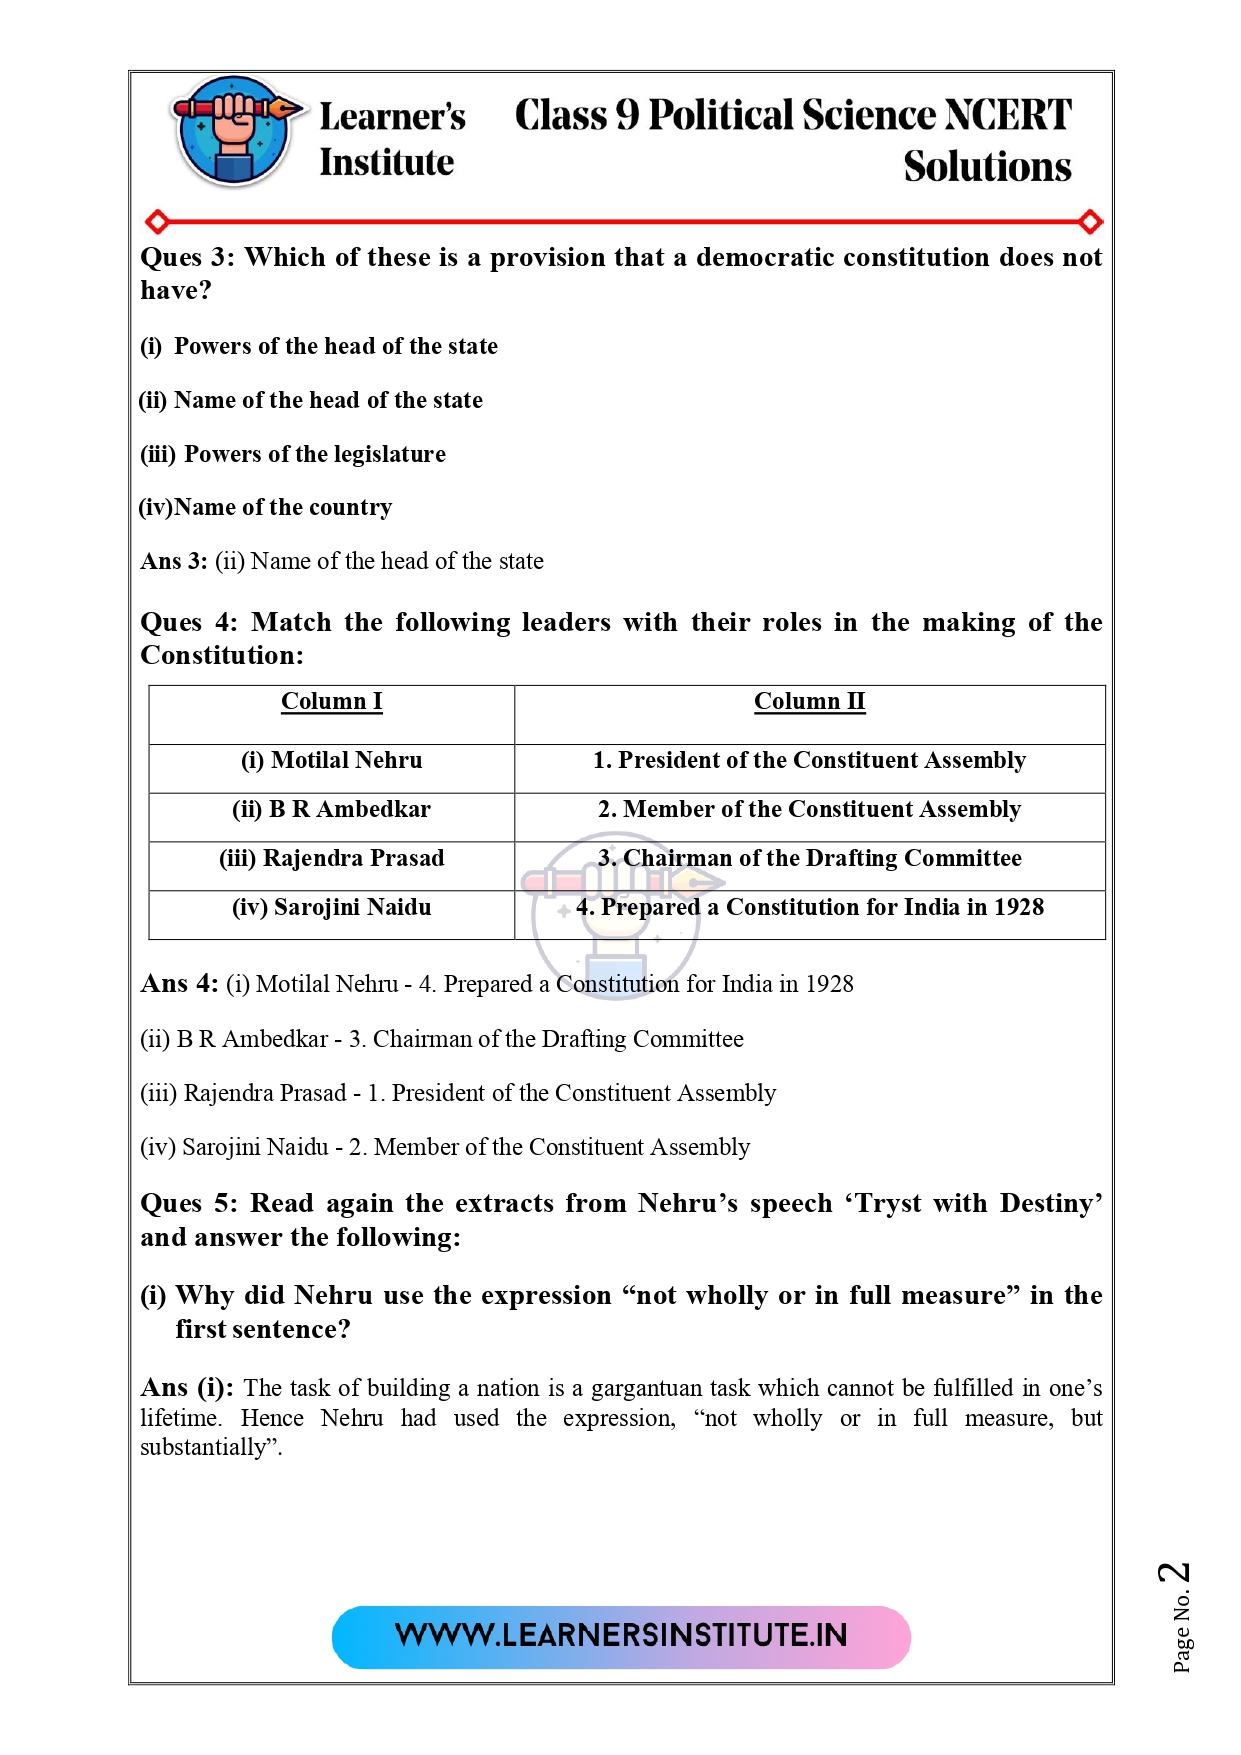 Learner's
Institute
Class 9 Political Science NCERT
Solutions
Ques 3: Which of these is a provision that a democratic constitution does not
have?
(i) Powers of the head of the state
(ii) Name of the head of the state
(iii) Powers of the legislature
(iv)Name of the country
Ans 3: (ii) Name of the head of the state
Ques 4: Match the following leaders with their roles in the making of the
Constitution:
Column I Column II
(i) Motilal Nehru 1. President of the Constituent Assembly
(ii) B R Ambedkar 2. Member of the Constituent Assembly
(iii) Rajendra Prasad 3. Chairman of the Drafting Committee
(iv) Sarojini Naidu 4. Prepared a Constitution for India in 1928
Ans 4: (i) Motilal Nehru - 4. Prepared a Constitution for India in 1928
(ii) B R Ambedkar - 3. Chairman of the Drafting Committee
(iii) Rajendra Prasad - 1. President of the Constituent Assembly
(iv) Sarojini Naidu - 2. Member of the Constituent Assembly
Ques 5: Read again the extracts from Nehru's speech ‘Tryst with Destiny’
and answer the following:
(i) Why did Nehru use the expression “not wholly or in full measure” in the
first sentence?
Ans (i): The task of building a nation is a gargantuan task which cannot be fulfilled in one’s
lifetime. Hence Nehru had used the expression, “not wholly or in full measure, but
substantially”.
WWW.LEARNERSINSTITUTE.IN
Page No. 2